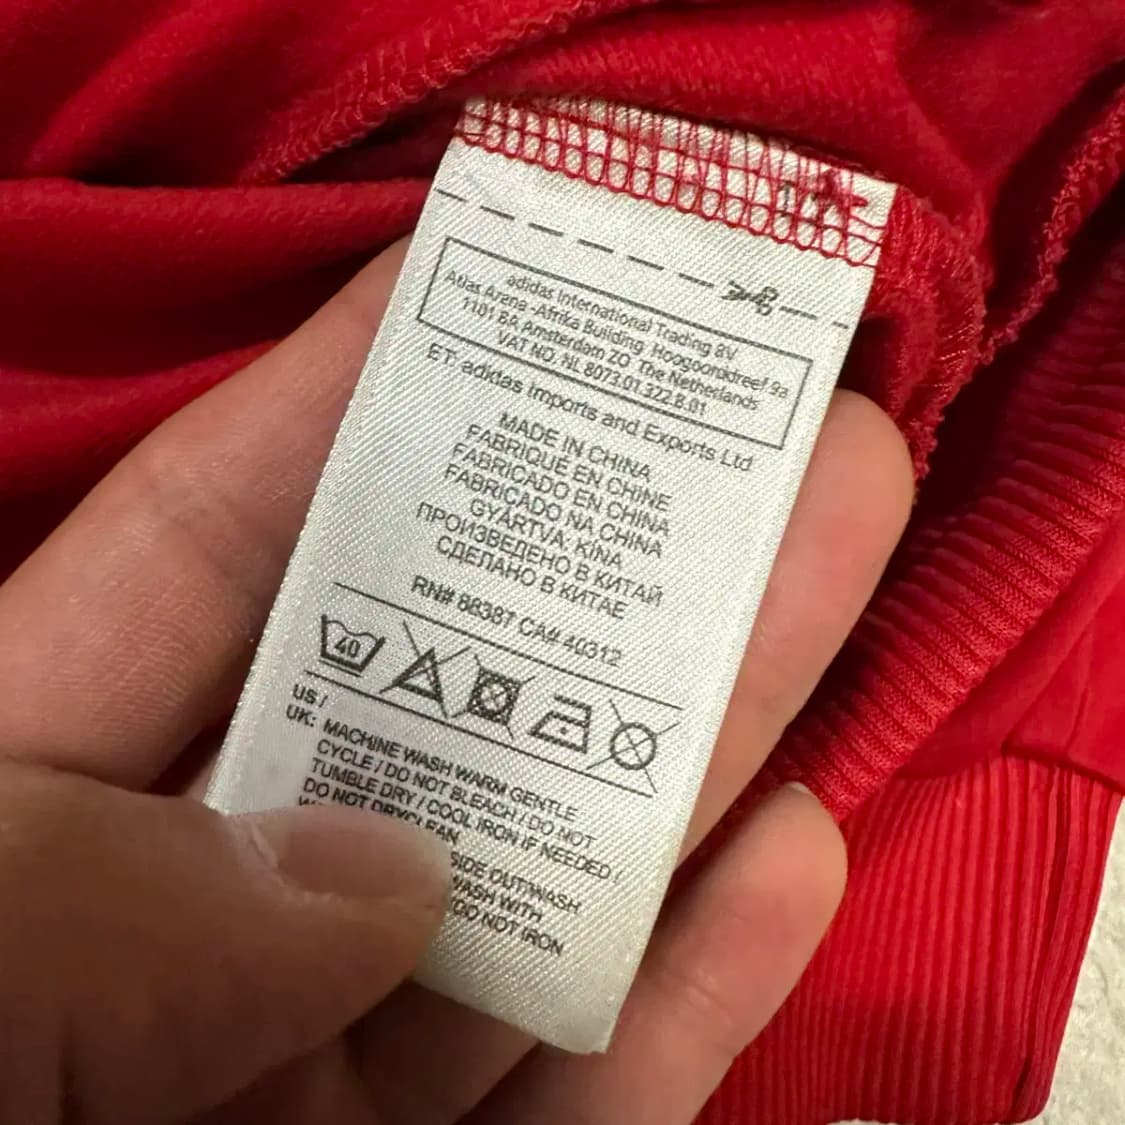 adidas International Trading BV
Atlas Arena -Afrika Building, Hoogoorddreef 9a
1101 BA Amsterdam ZO The Netherlands
VAT NO. NL 8073.01.322.B.01
ET: adidas Imports and Exports Ltd
MADE IN CHINA
FABRIQUÉ EN CHINE
FABRICADO EN CHINA
FABRICADO NA CHINA
GYÁRTVA: KÍNA
ПРОИЗВЕДЕНО В КИТАЙ
СДЕЛАНО В КИТАЕ
RN# 88387 CA# 40312
40
US /
UK: MACHINE WASH WARM GENTLE
CYCLE / DO NOT BLEACH / DO NOT
TUMBLE DRY / COOL IRON IF NEEDED /
DO NOT DRYCLEAN
SIDE OUT/WASH
WASH WITH
DO NOT IRON